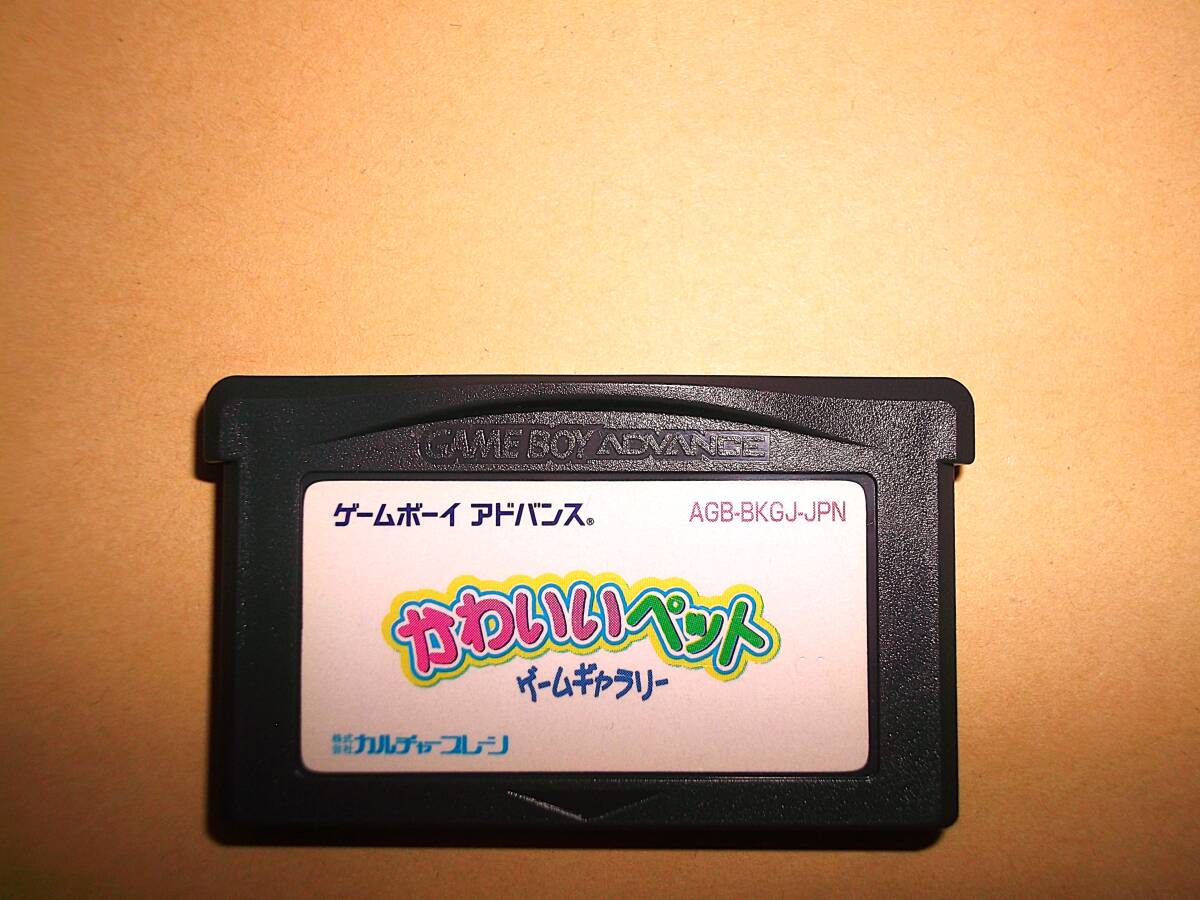 GAME BOY ADVANCE
ゲームボーイ アドバンス® AGB-BKGJ-JPN
かわいいペット
ゲームギャラリー
株式会社カルチャーブレーン